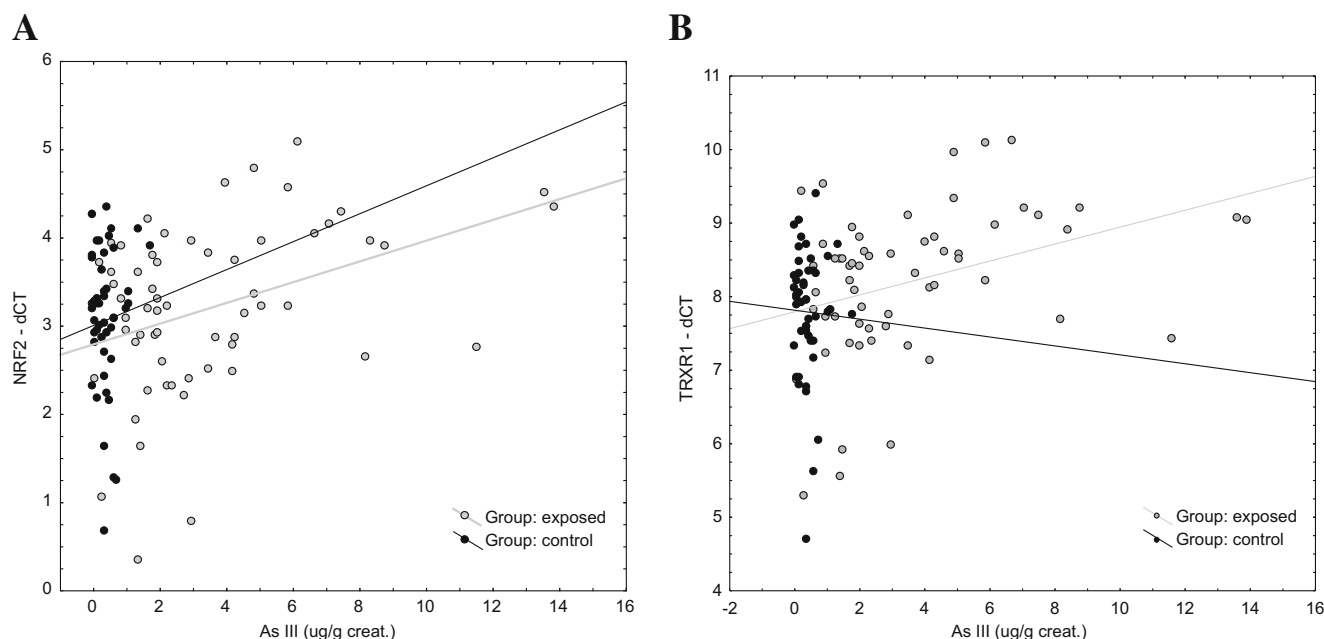 A
6
5
4
3
2
1
0
NRF2 - dCT
0 2 4 6 8 10 12 14 16
As III (ug/g creat.)
Group: exposed
Group: control
B
11
10
9
8
7
6
5
4
TRXR1 - dCT
-2 0 2 4 6 8 10 12 14 16
As III (ug/g creat.)
Group: exposed
Group: control